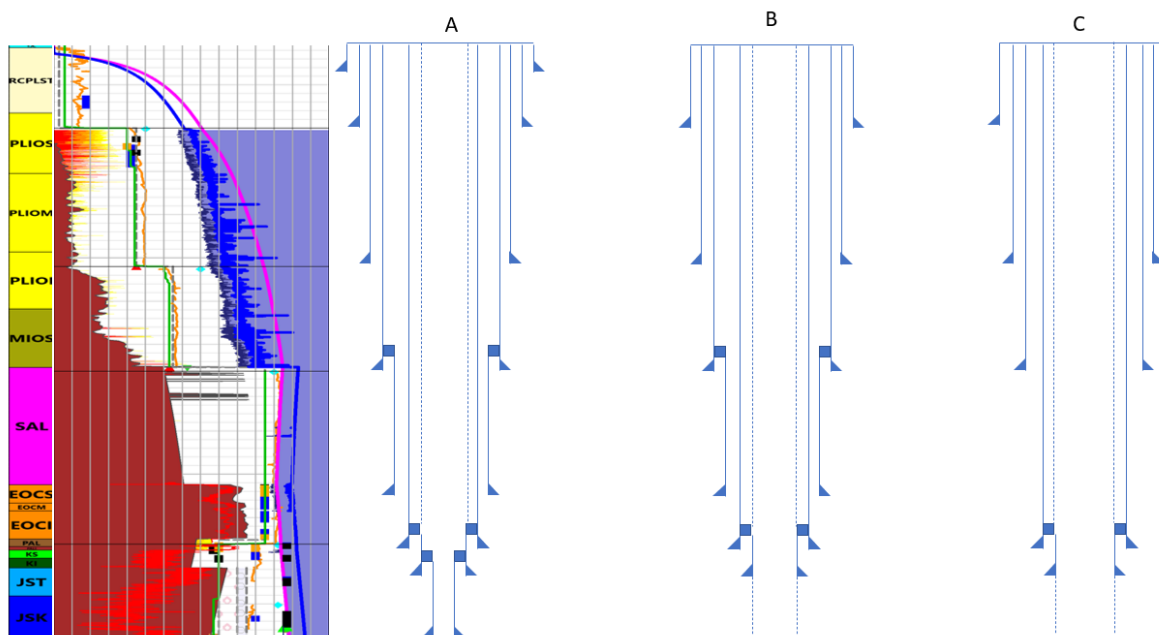 A
B
C
RCPLST
PLIOS
PLIOM
PLIOI
MIOS
SAL
EOCS
EOCM
EOCI
PAL
KS
KI
JST
JSK